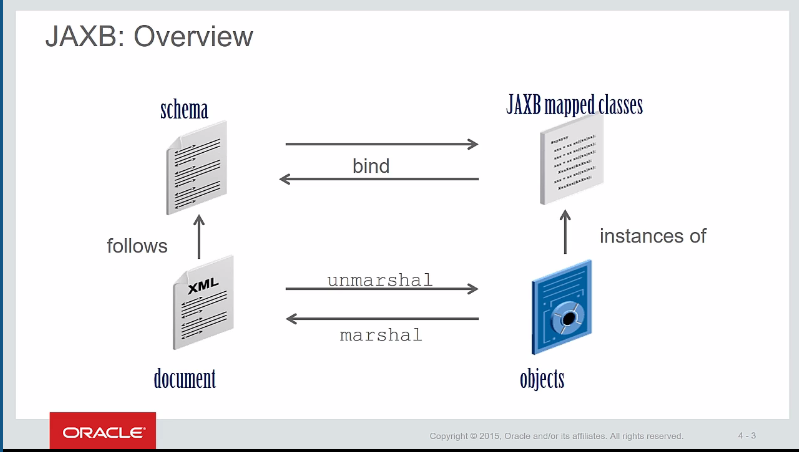 JAXB: Overview
schema
JAXB mapped classes
bind
follows
instances of
XML
unmarshal
marshal
document
objects
ORACLE®
Copyright © 2015, Oracle and/or its affiliates. All rights reserved.
4 - 3